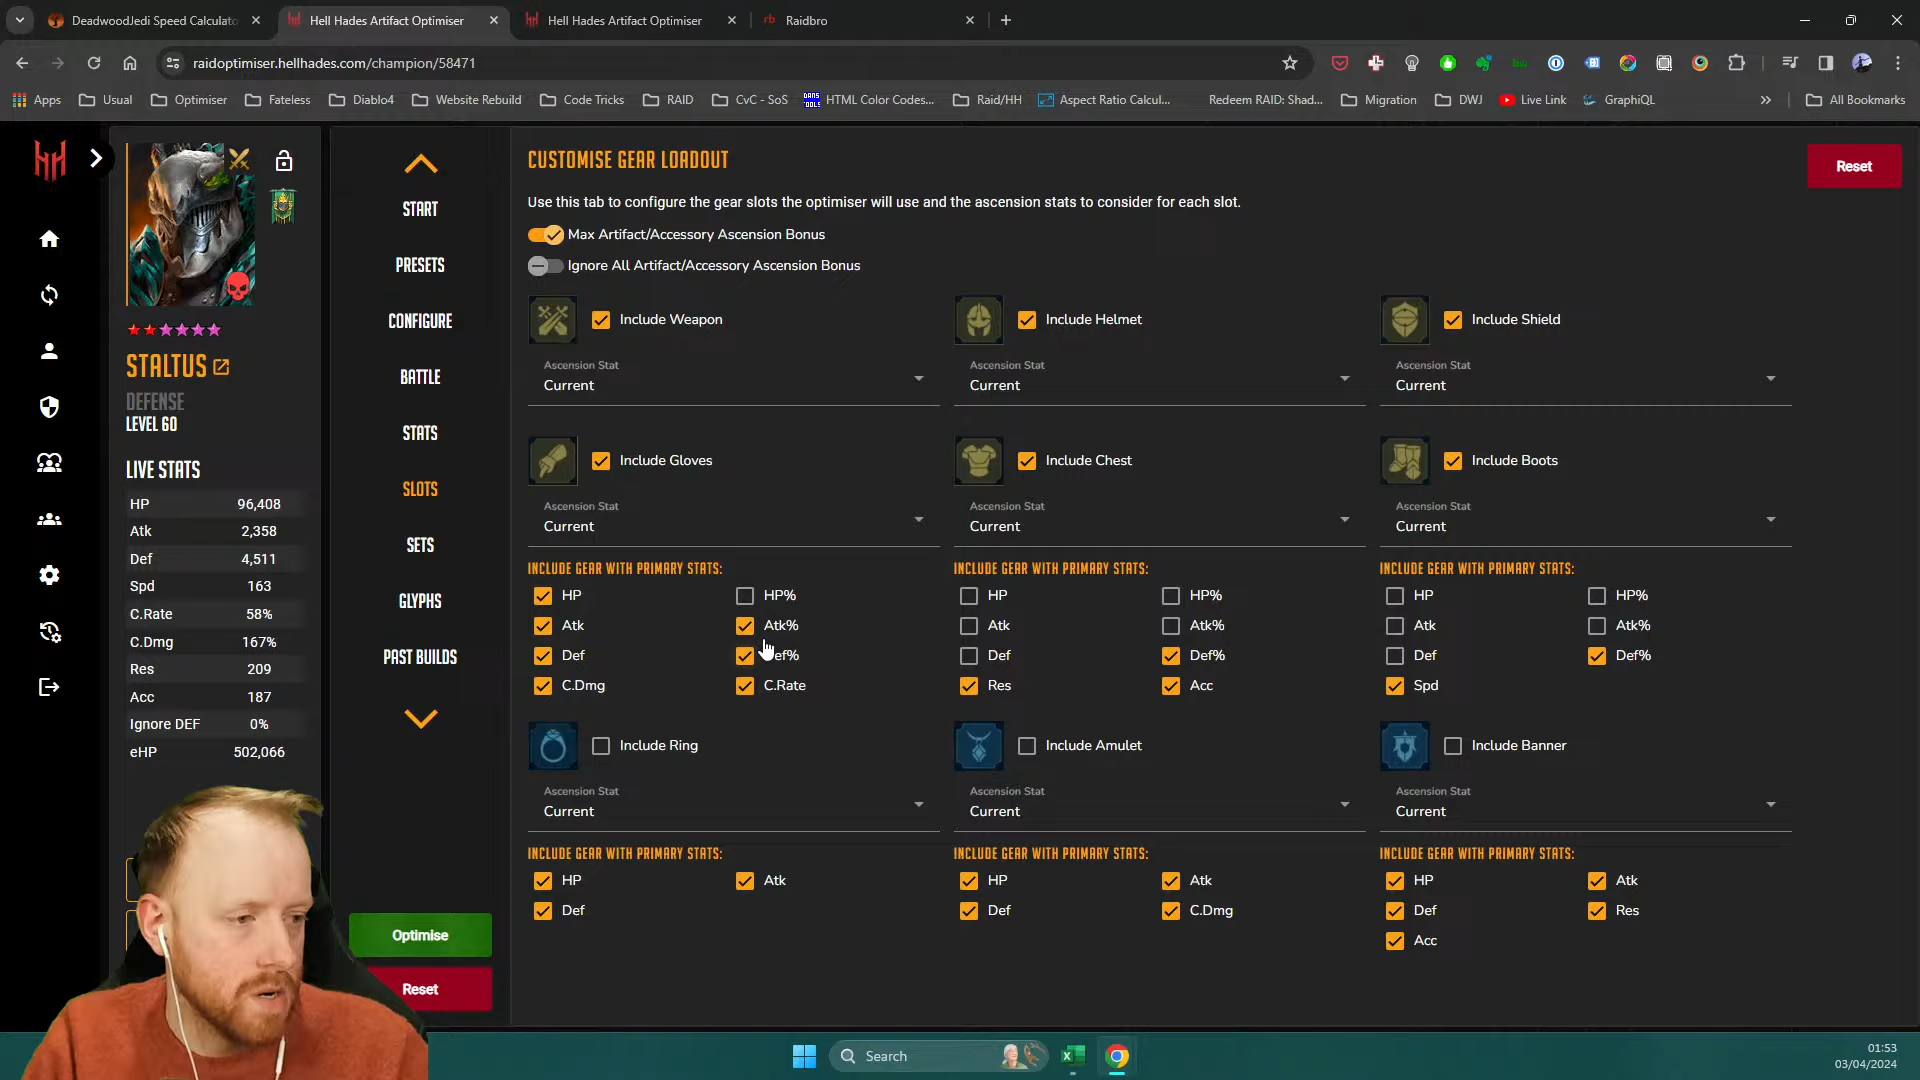 DeadwoodJedi Speed Calculato
Hell Hades Artifact Optimiser
Hell Hades Artifact Optimiser
rb
Raidbro
raidoptimiser.hellhades.com/champion/58471
Apps
Usual
Optimiser
Fateless
Diablo4
Website Rebuild
Code Tricks
RAID
CvC - SoS
HTML Color Codes...
Raid/HH
Aspect Ratio Calcul...
Redeem RAID: Shad...
Migration
DWJ
Live Link
GraphiQL
All Bookmarks
STALTUS
DEFENSE
LEVEL 60
LIVE STATS
HP 96,408
Atk 2,358
Def 4,511
Spd 163
C.Rate 58%
C.Dmg 167%
Res 209
Acc 187
Ignore DEF 0%
eHP 502,066
START
PRESETS
CONFIGURE
BATTLE
STATS
SLOTS
SETS
GLYPHS
PAST BUILDS
Optimise
Reset
CUSTOMISE GEAR LOADOUT
Reset
Use this tab to configure the gear slots the optimiser will use and the ascension stats to consider for each slot.
Max Artifact/Accessory Ascension Bonus
Ignore All Artifact/Accessory Ascension Bonus
Include Weapon
Include Helmet
Include Shield
Ascension Stat
Current
Ascension Stat
Current
Ascension Stat
Current
Include Gloves
Include Chest
Include Boots
Ascension Stat
Current
Ascension Stat
Current
Ascension Stat
Current
INCLUDE GEAR WITH PRIMARY STATS:
HP HP%
Atk Atk%
Def ef%
C.Dmg C.Rate
INCLUDE GEAR WITH PRIMARY STATS:
HP HP%
Atk Atk%
Def Def%
Res Acc
INCLUDE GEAR WITH PRIMARY STATS:
HP HP%
Atk Atk%
Def Def%
Spd
Include Ring
Include Amulet
Include Banner
Ascension Stat
Current
Ascension Stat
Current
Ascension Stat
Current
INCLUDE GEAR WITH PRIMARY STATS:
HP Atk
Def
INCLUDE GEAR WITH PRIMARY STATS:
HP Atk
Def C.Dmg
INCLUDE GEAR WITH PRIMARY STATS:
HP Atk
Def Res
Acc
Search
01:53
03/04/2024